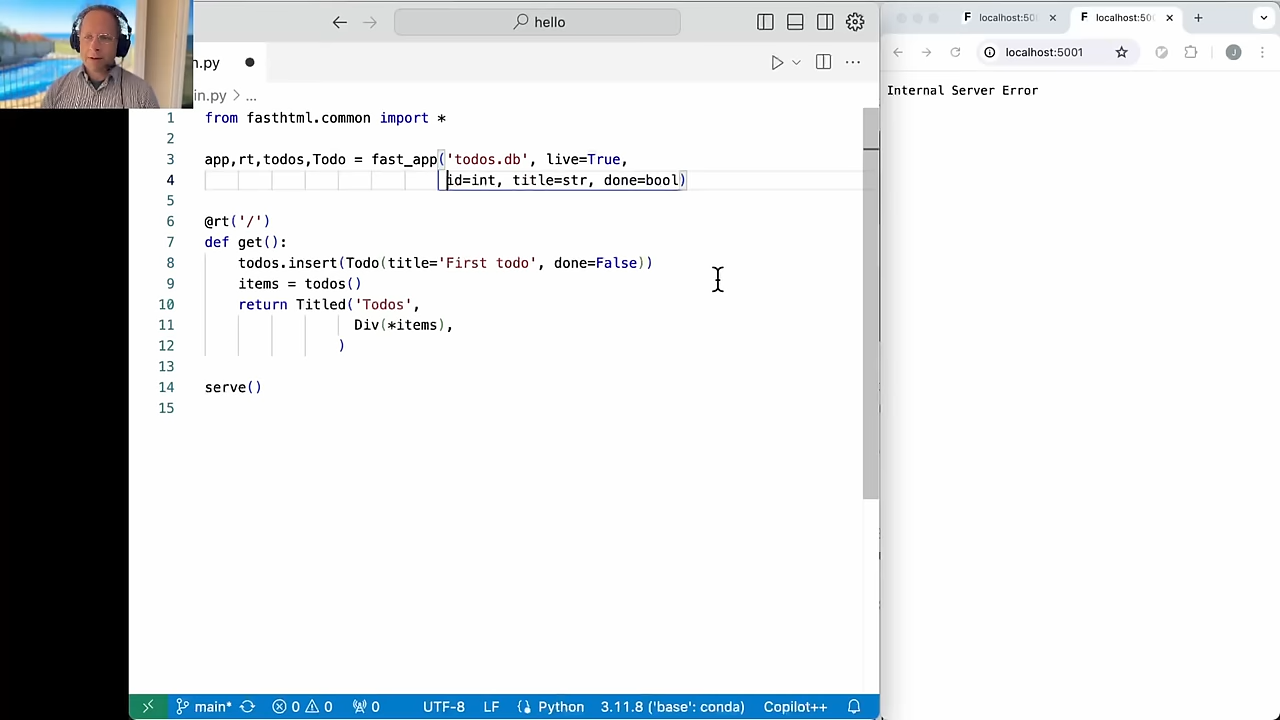 hello
localhost:50
localhost:500
n.py
localhost:5001
in.py > ...
Internal Server Error
1 from fasthtml.common import *
2
3 app,rt,todos,Todo = fast_app('todos.db', live=True,
4 id=int, title=str, done=bool)
5
6 @rt('/')
7 def get():
8 todos.insert(Todo(title='First todo', done=False))
9 items = todos()
10 return Titled('Todos',
11 Div(*items),
12 )
13
14 serve()
15
main* 0 0 0 UTF-8 LF Python 3.11.8 ('base': conda) Copilot++